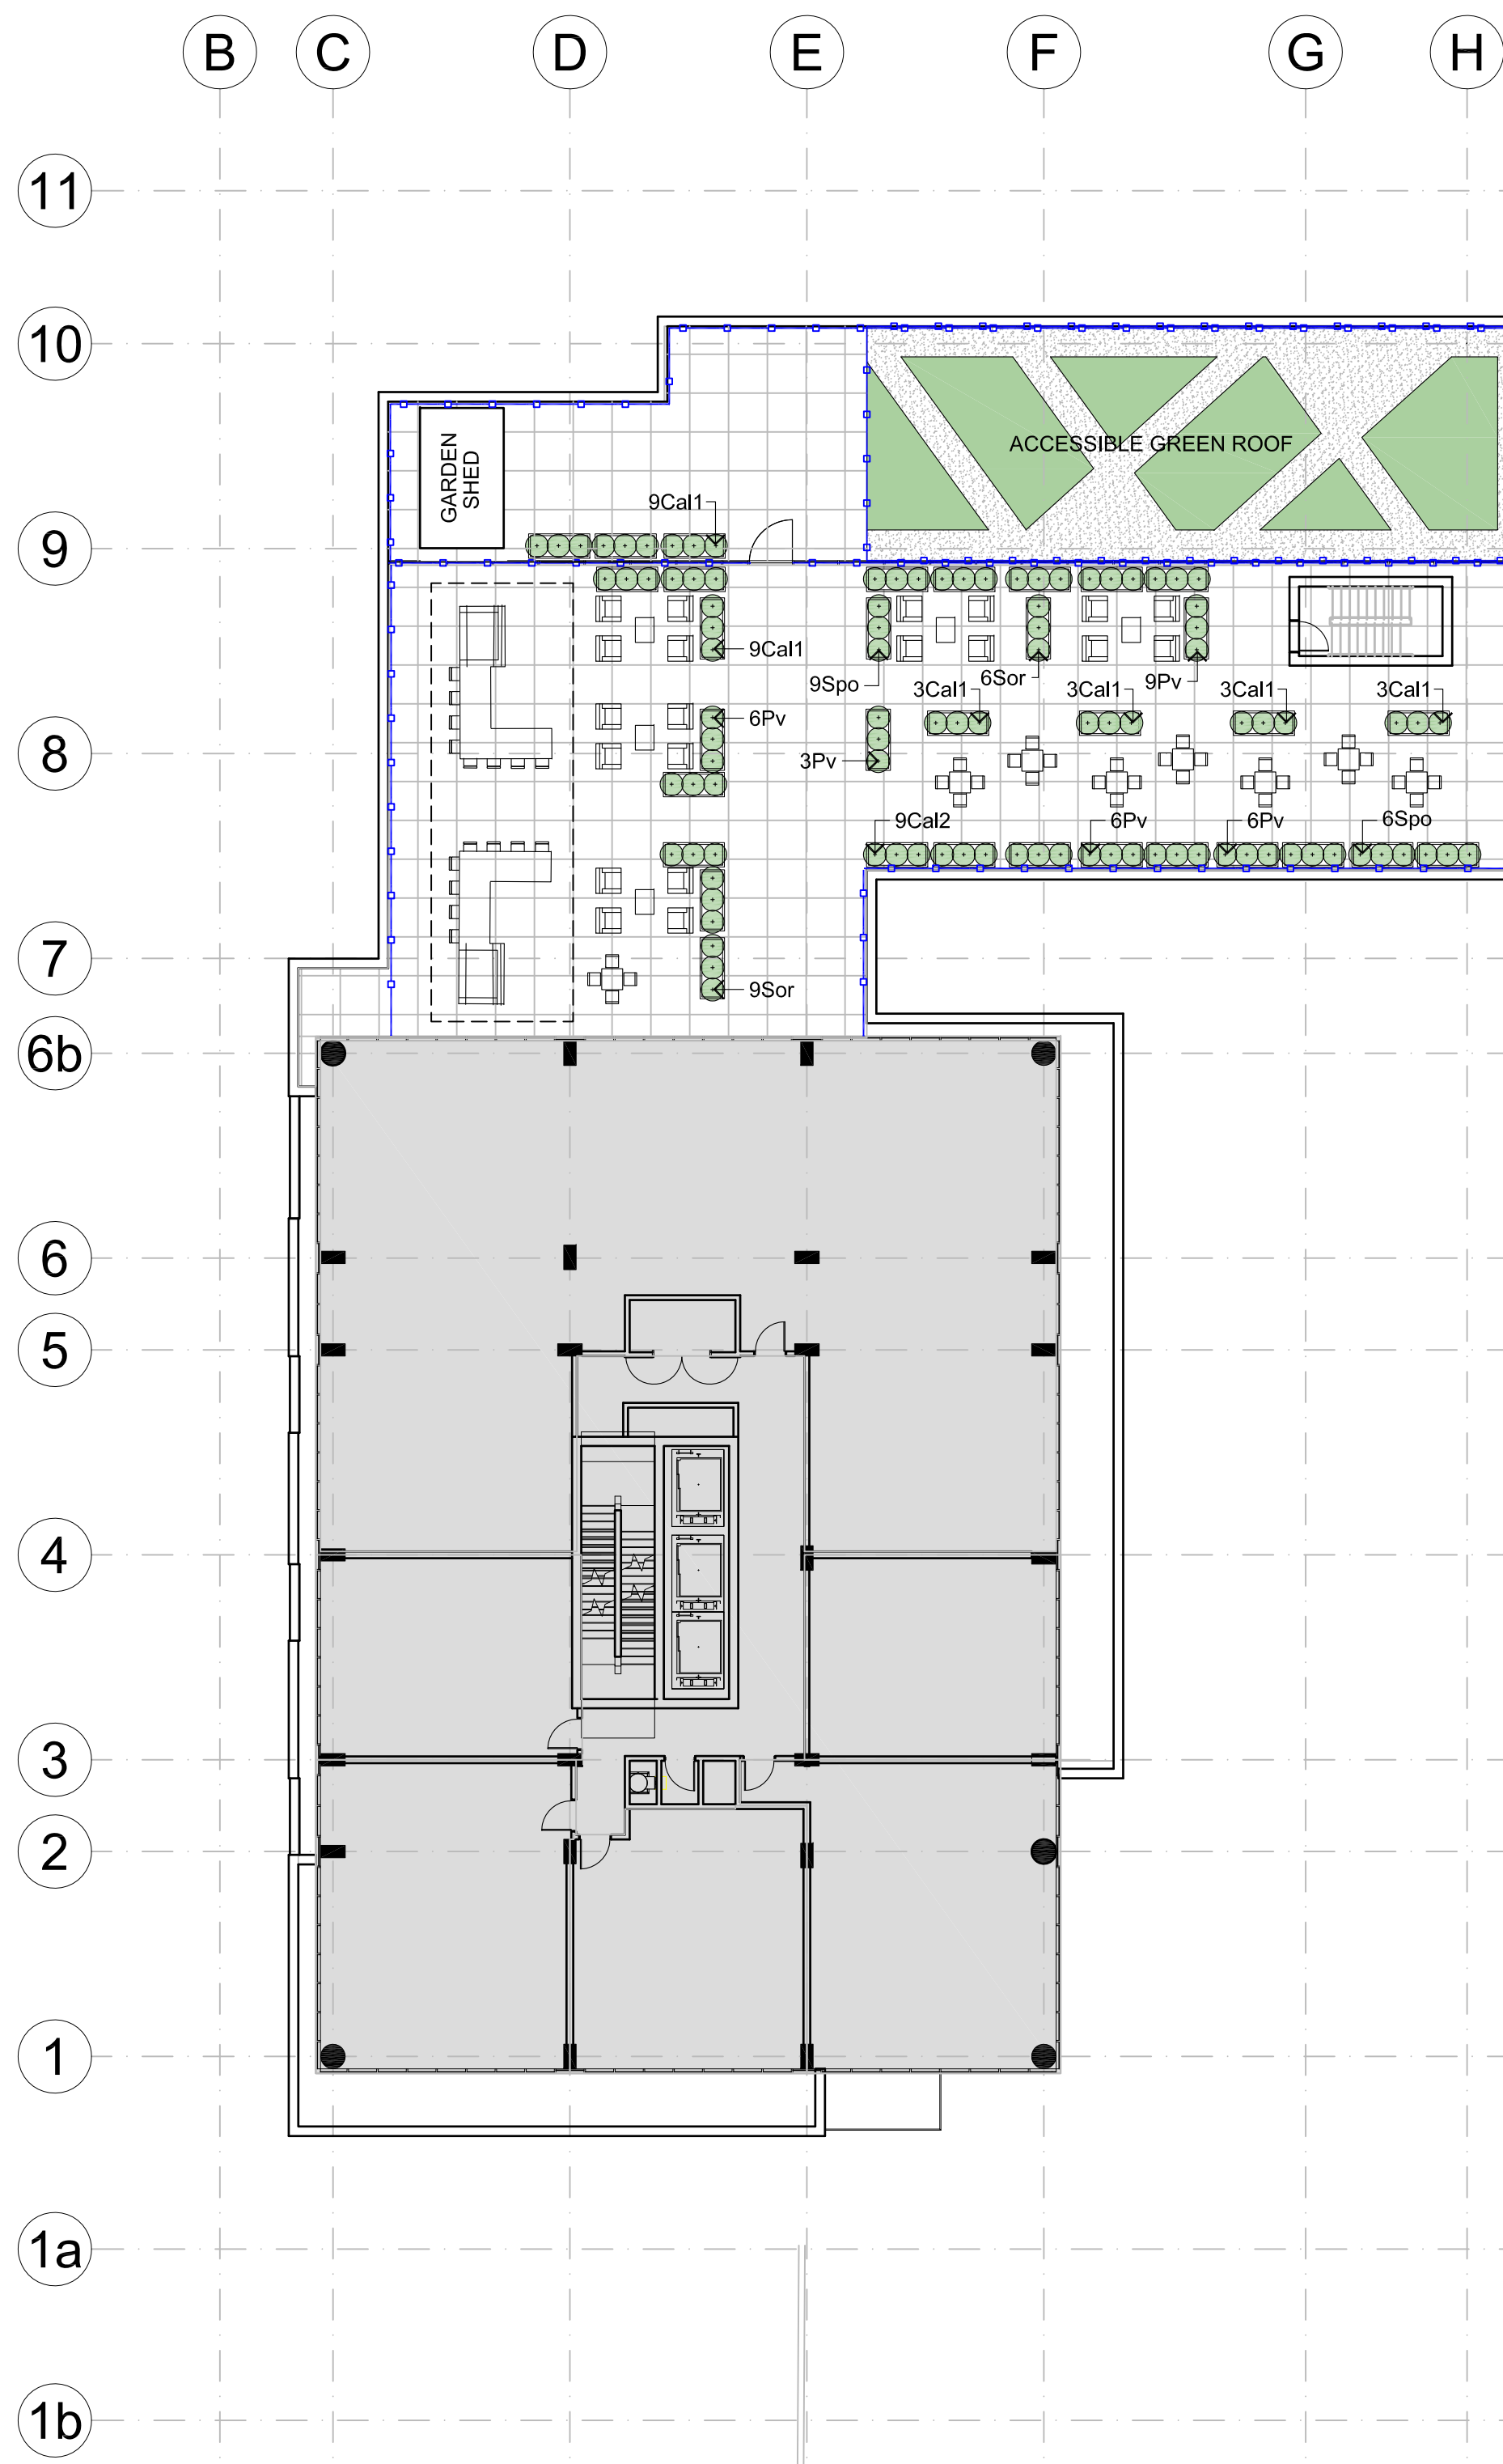 B
C
D
E
F
G
H
11
10
GARDEN
SHED
ACCESSIBLE GREEN ROOF
9Cal1
9
9Cal1
9Spo
6Sor
9Pv
3Cal1
3Cal1
3Cal1
3Cal1
6Pv
8
3Pv
9Cal2
6Pv
6Pv
6Spo
7
9Sor
6b
6
5
4
3
2
1
1a
1b